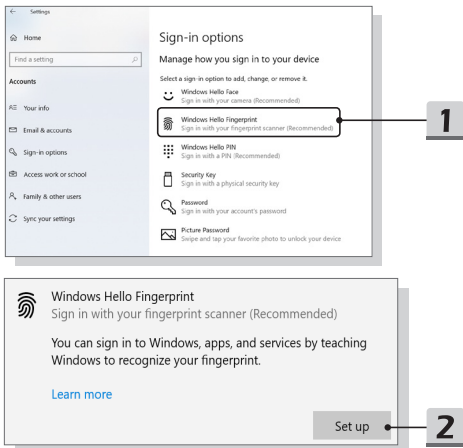 Settings
Home
Find a setting
Accounts
Your info
Email & accounts
Sign-in options
Access work or school
Family & other users
Sync your settings
Sign-in options
Manage how you sign in to your device
Select a sign-in option to add, change, or remove it.
Windows Hello Face
Sign in with your camera (Recommended)
Windows Hello Fingerprint
Sign in with your fingerprint scanner (Recommended)
Windows Hello PIN
Sign in with a PIN (Recommended)
Security Key
Sign in with a physical security key
Password
Sign in with your account's password
Picture Password
Swipe and tap your favorite photo to unlock your device
1
Windows Hello Fingerprint
Sign in with your fingerprint scanner (Recommended)
You can sign in to Windows, apps, and services by teaching
Windows to recognize your fingerprint.
Learn more
Set up
2